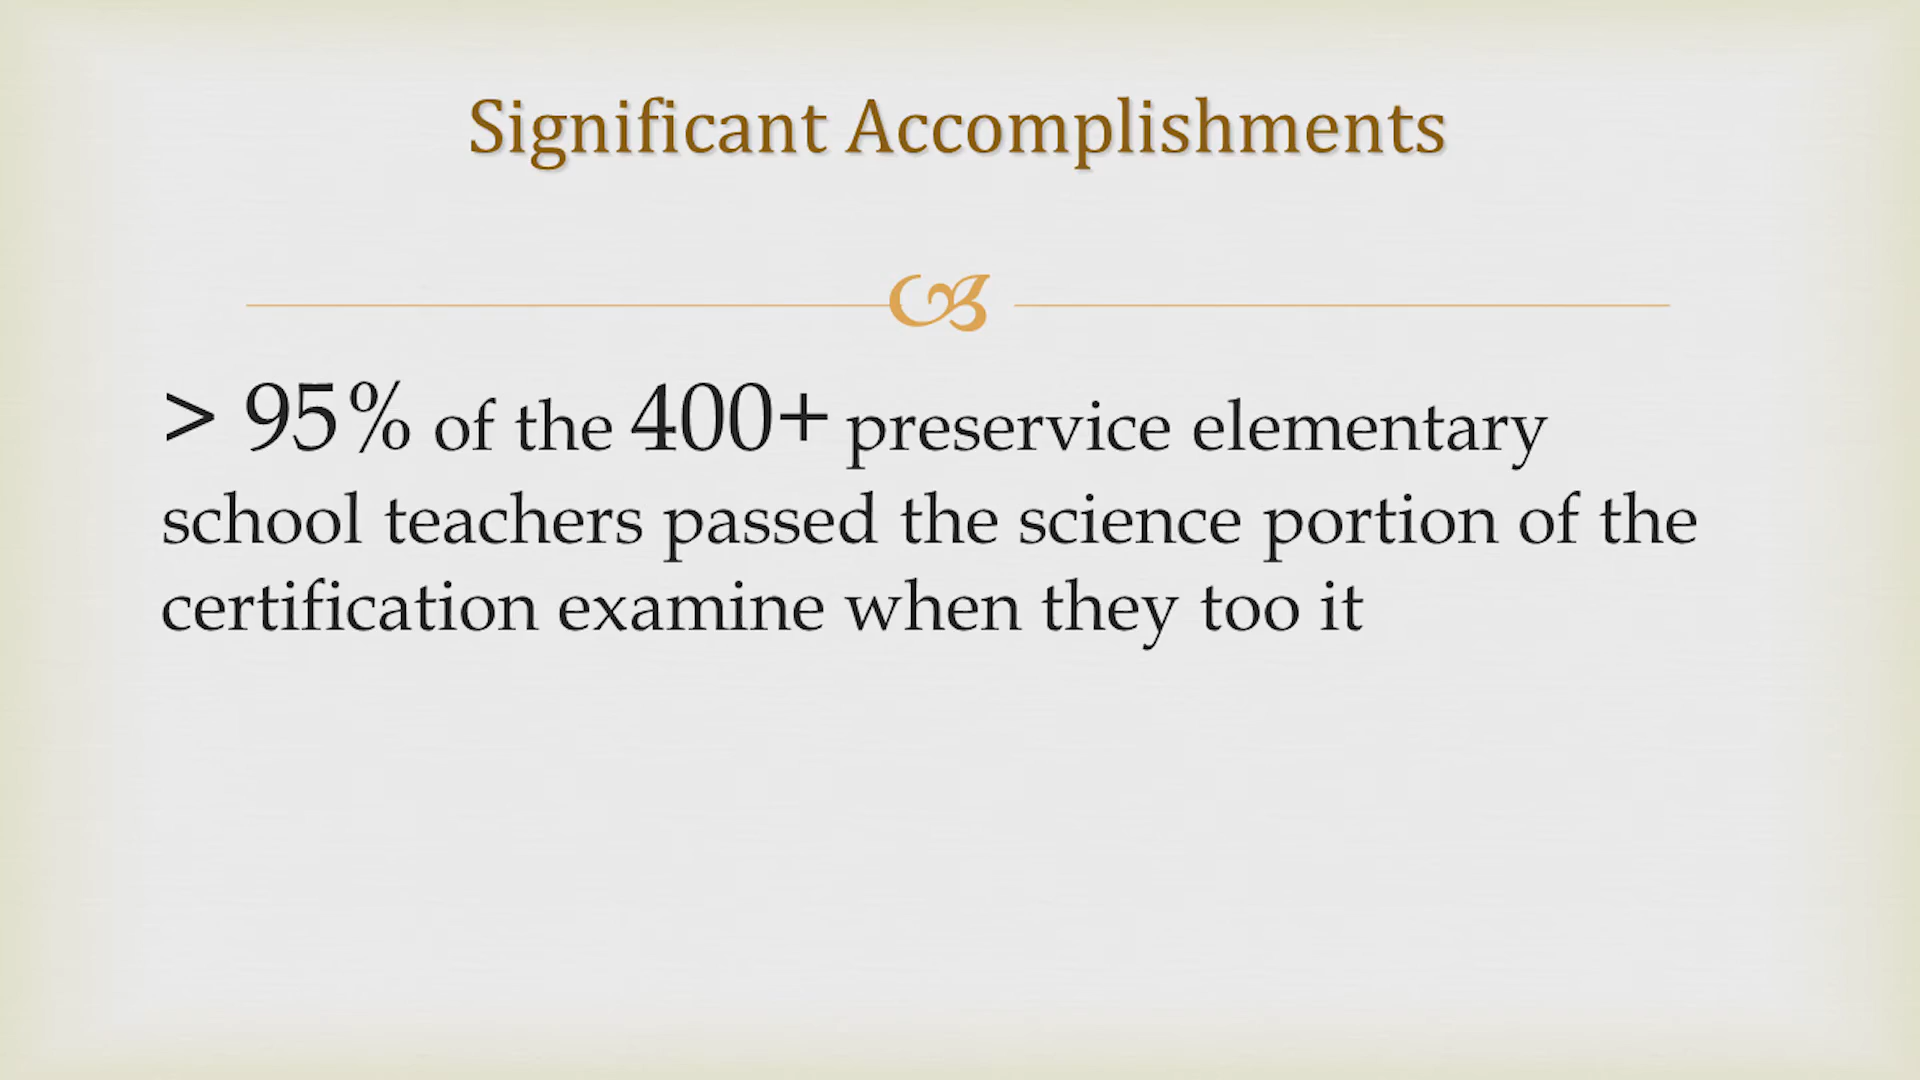 Significant Accomplishments
> 95% of the 400+ preservice elementary
school teachers passed the science portion of the
certification examine when they too it